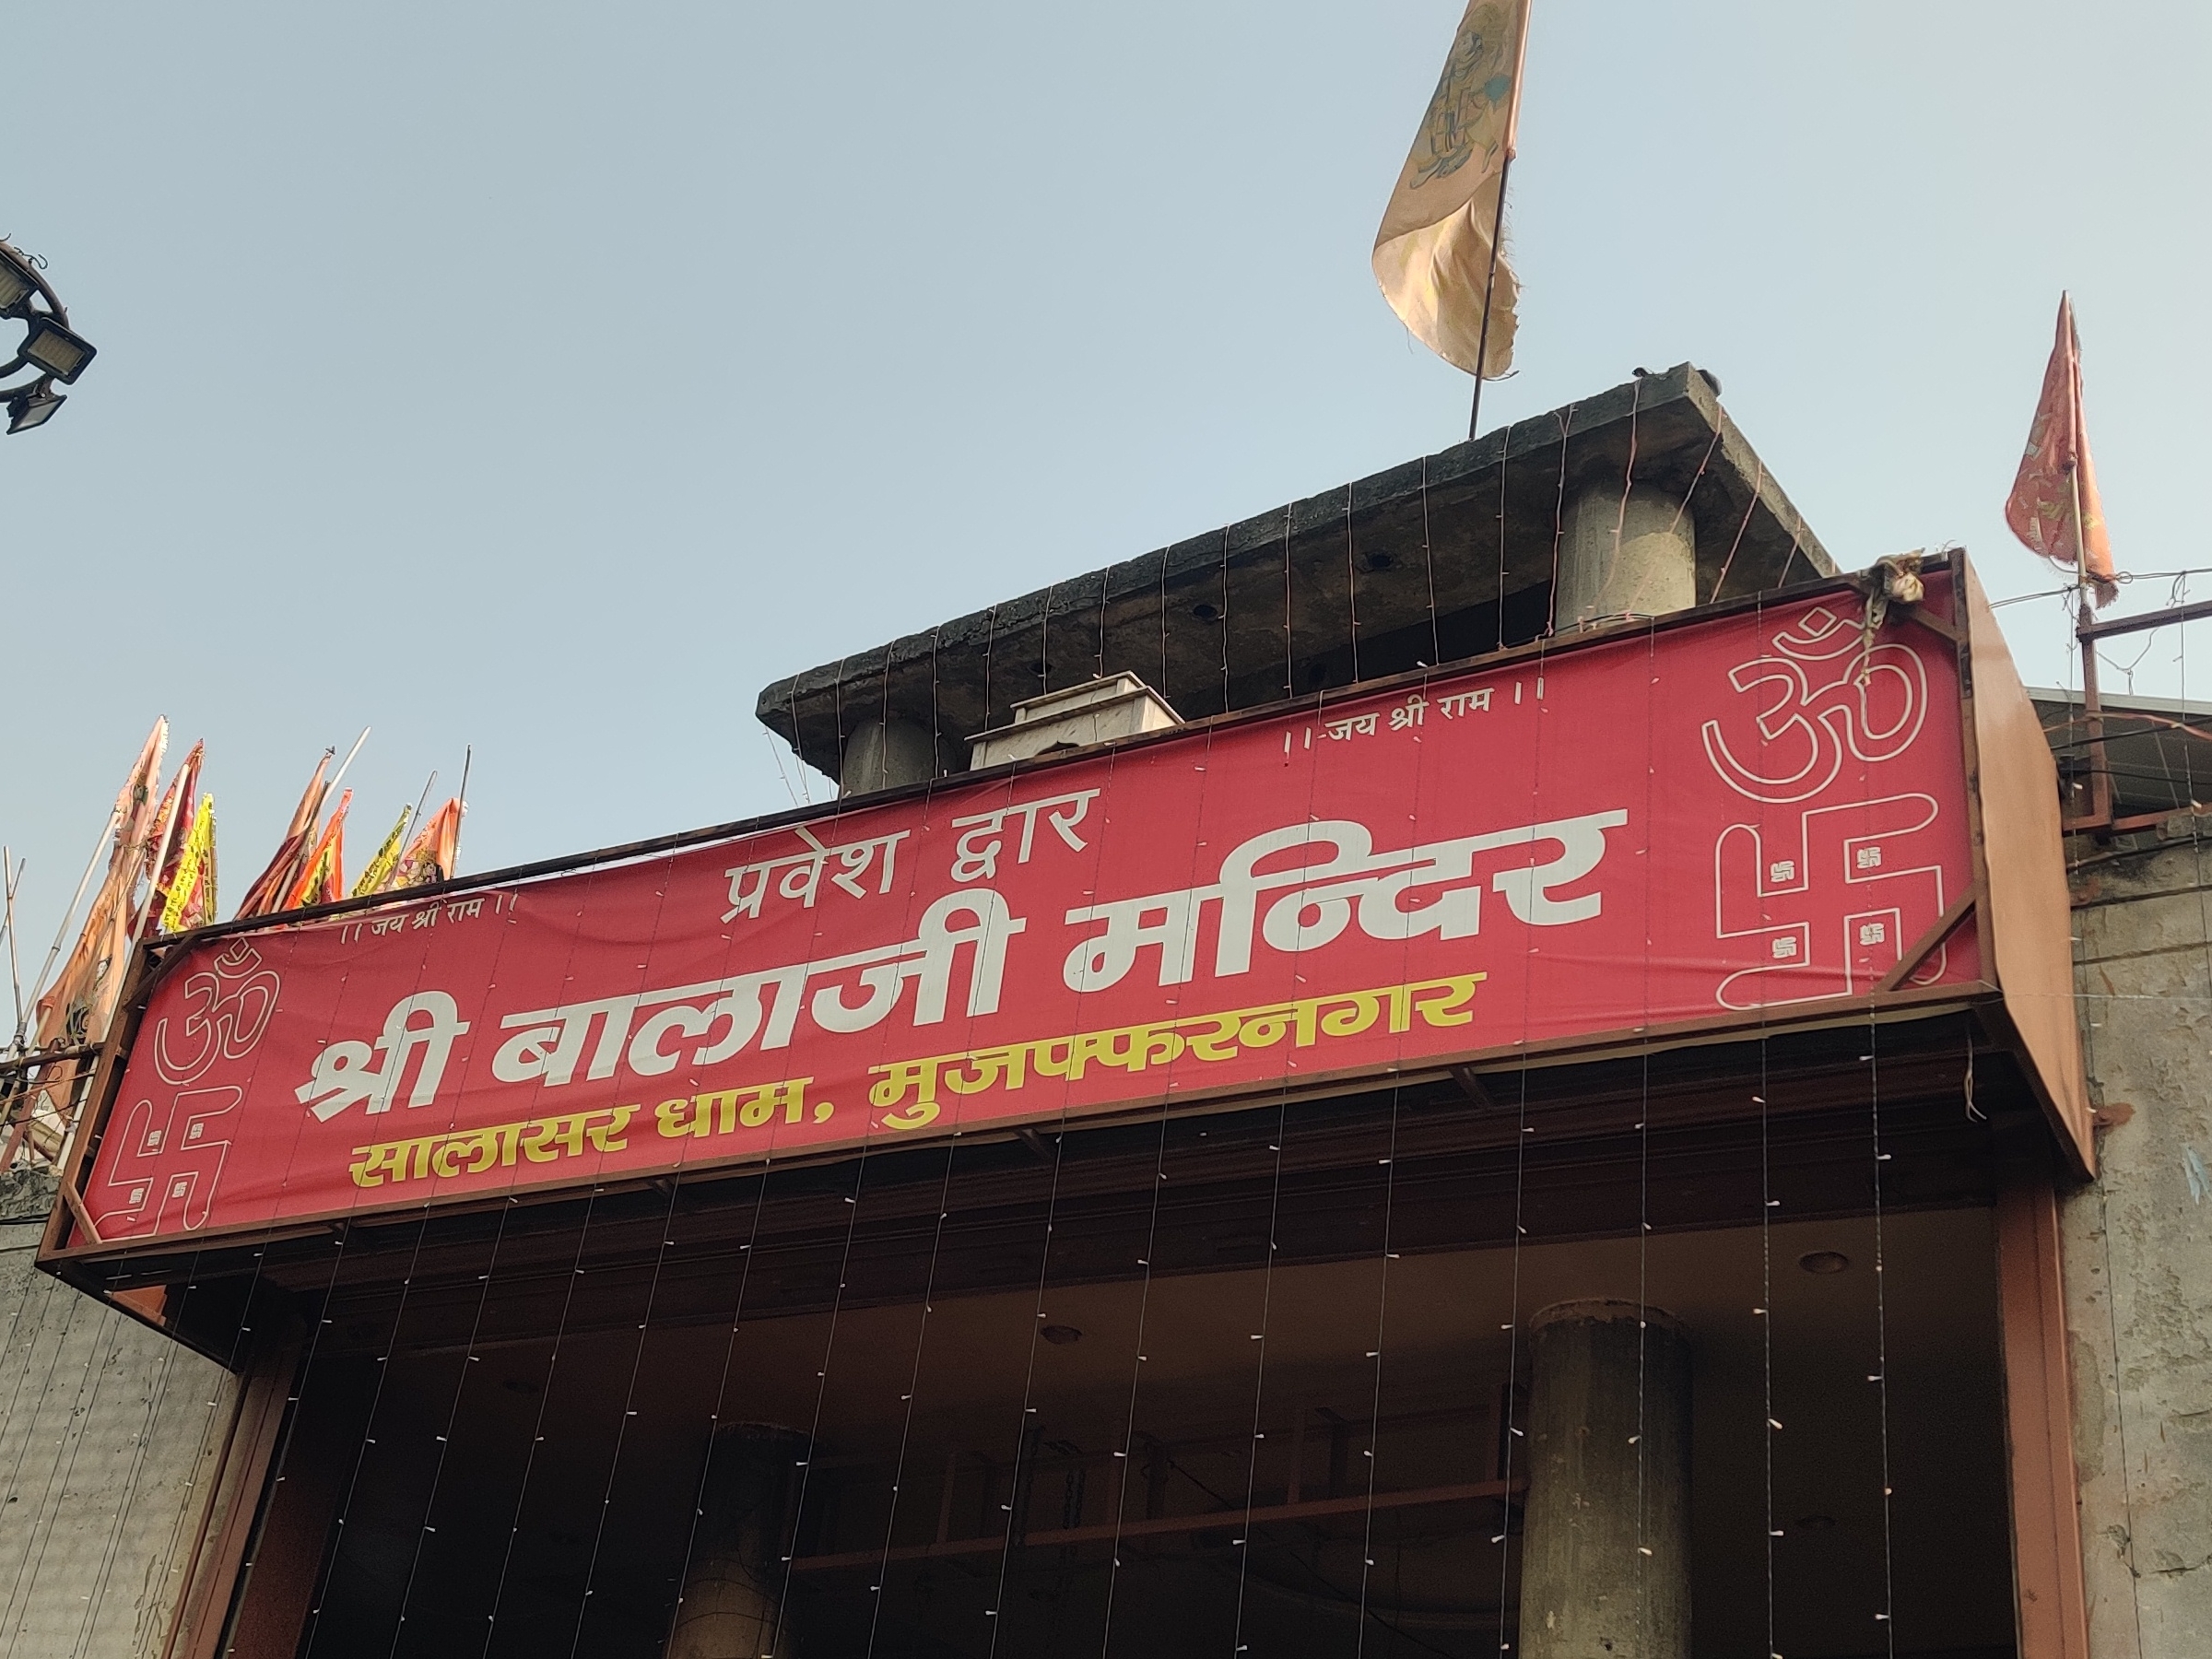 ।। जय श्री राम ।।
।। जय श्री राम ।।
ॐ
ॐ
प्रवेश द्वार
श्री बालाजी मन्दिर
सालासर धाम, मुजफ्फरनगर